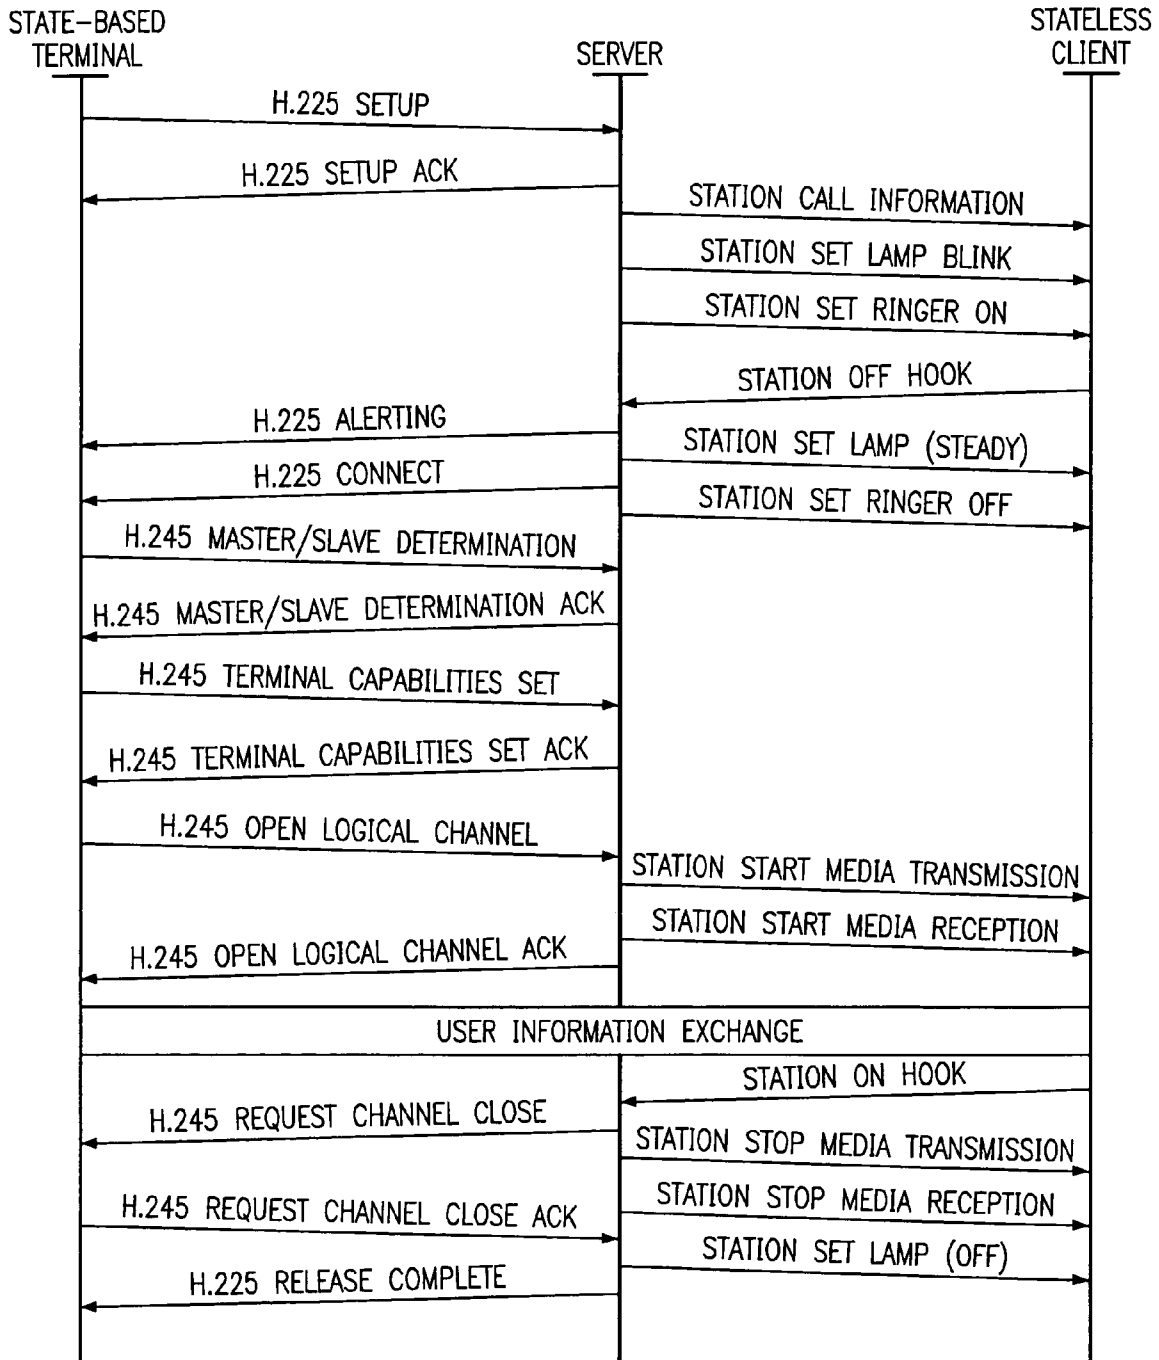 STATE-BASED
TERMINAL
SERVER
STATELESS
CLIENT
H.225 SETUP
H.225 SETUP ACK
STATION CALL INFORMATION
STATION SET LAMP BLINK
STATION SET RINGER ON
STATION OFF HOOK
H.225 ALERTING
STATION SET LAMP (STEADY)
H.225 CONNECT
STATION SET RINGER OFF
H.245 MASTER/SLAVE DETERMINATION
H.245 MASTER/SLAVE DETERMINATION ACK
H.245 TERMINAL CAPABILITIES SET
H.245 TERMINAL CAPABILITIES SET ACK
H.245 OPEN LOGICAL CHANNEL
STATION START MEDIA TRANSMISSION
STATION START MEDIA RECEPTION
H.245 OPEN LOGICAL CHANNEL ACK
USER INFORMATION EXCHANGE
STATION ON HOOK
H.245 REQUEST CHANNEL CLOSE
STATION STOP MEDIA TRANSMISSION
STATION STOP MEDIA RECEPTION
H.245 REQUEST CHANNEL CLOSE ACK
STATION SET LAMP (OFF)
H.225 RELEASE COMPLETE